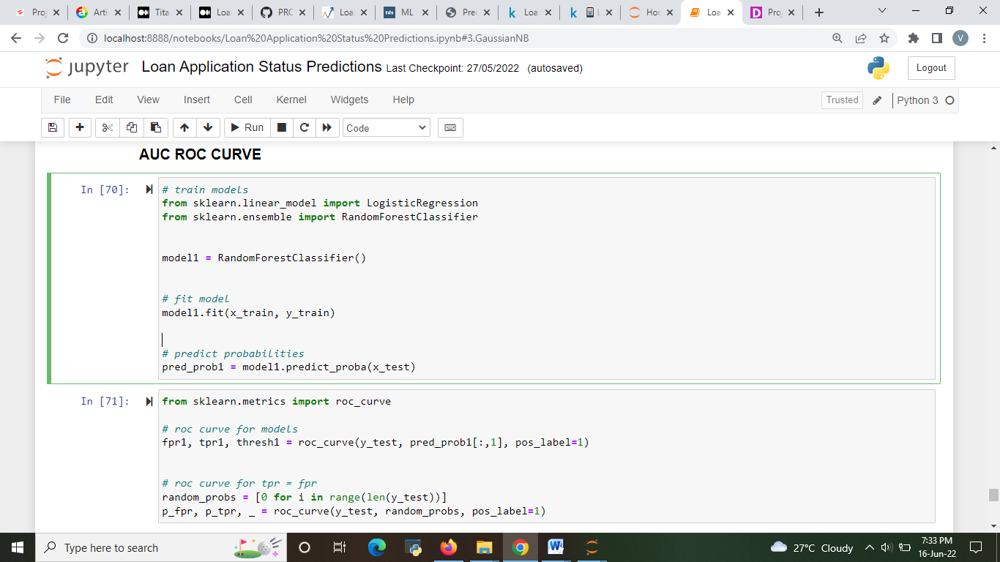 Proj
Arti
Tita
Loa
PRC
Loa
tds ML
Prec
k Loa
k L
Hor
Loa
D Proj
localhost:8888/notebooks/Loan%20Application%20Status%20Predictions.ipynb#3.GaussianNB
V
jupyter Loan Application Status Predictions Last Checkpoint: 27/05/2022 (autosaved)
Logout
File Edit View Insert Cell Kernel Widgets Help
Trusted Python 3
Run Code
AUC ROC CURVE
In [70]:
# train models
from sklearn.linear_model import LogisticRegression
from sklearn.ensemble import RandomForestClassifier
model1 = RandomForestClassifier()
# fit model
model1.fit(x_train, y_train)
# predict probabilities
pred_prob1 = model1.predict_proba(x_test)
In [71]:
from sklearn.metrics import roc_curve
# roc curve for models
fpr1, tpr1, thresh1 = roc_curve(y_test, pred_prob1[:,1], pos_label=1)
# roc curve for tpr = fpr
random_probs = [0 for i in range(len(y_test))]
p_fpr, p_tpr, _ = roc_curve(y_test, random_probs, pos_label=1)
Type here to search
27°C Cloudy
7:33 PM
16-Jun-22